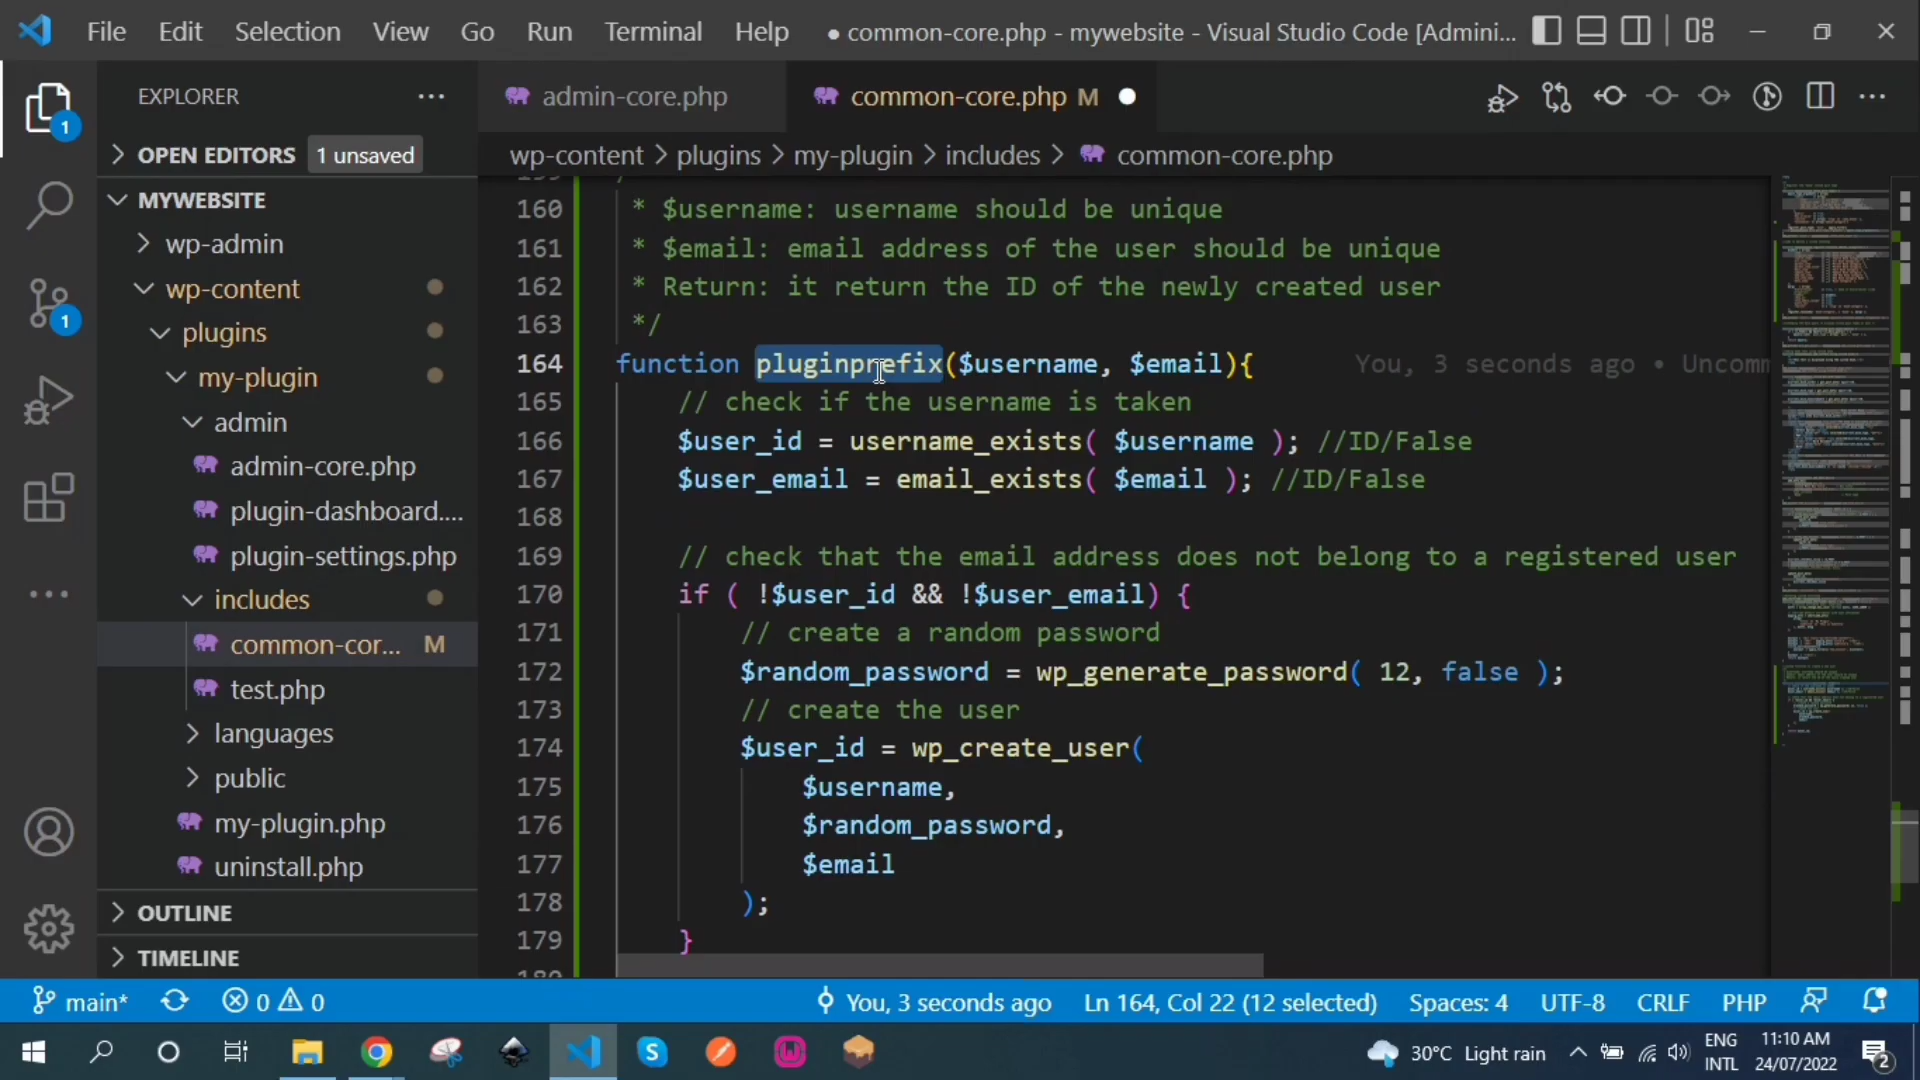 File Edit Selection View Go Run Terminal Help ● common-core.php - mywebsite - Visual Studio Code [Admini...
EXPLORER
admin-core.php
common-core.php M ●
OPEN EDITORS 1 unsaved
wp-content > plugins > my-plugin > includes > common-core.php
MYWEBSITE
wp-admin
wp-content
plugins
my-plugin
admin
admin-core.php
plugin-dashboard....
plugin-settings.php
includes
common-cor... M
test.php
languages
public
my-plugin.php
uninstall.php
OUTLINE
TIMELINE
1
1
160 * $username: username should be unique
161 * $email: email address of the user should be unique
162 * Return: it return the ID of the newly created user
163 */
164 function pluginprefix($username, $email){ You, 3 seconds ago • Uncomm
165 // check if the username is taken
166 $user_id = username_exists( $username ); //ID/False
167 $user_email = email_exists( $email ); //ID/False
168
169 // check that the email address does not belong to a registered user
170 if ( !$user_id && !$user_email) {
171 // create a random password
172 $random_password = wp_generate_password( 12, false );
173 // create the user
174 $user_id = wp_create_user(
175 $username,
176 $random_password,
177 $email
178 );
179 }
main* 0 0 You, 3 seconds ago Ln 164, Col 22 (12 selected) Spaces: 4 UTF-8 CRLF PHP
30°C Light rain
ENG
INTL
11:10 AM
24/07/2022
2